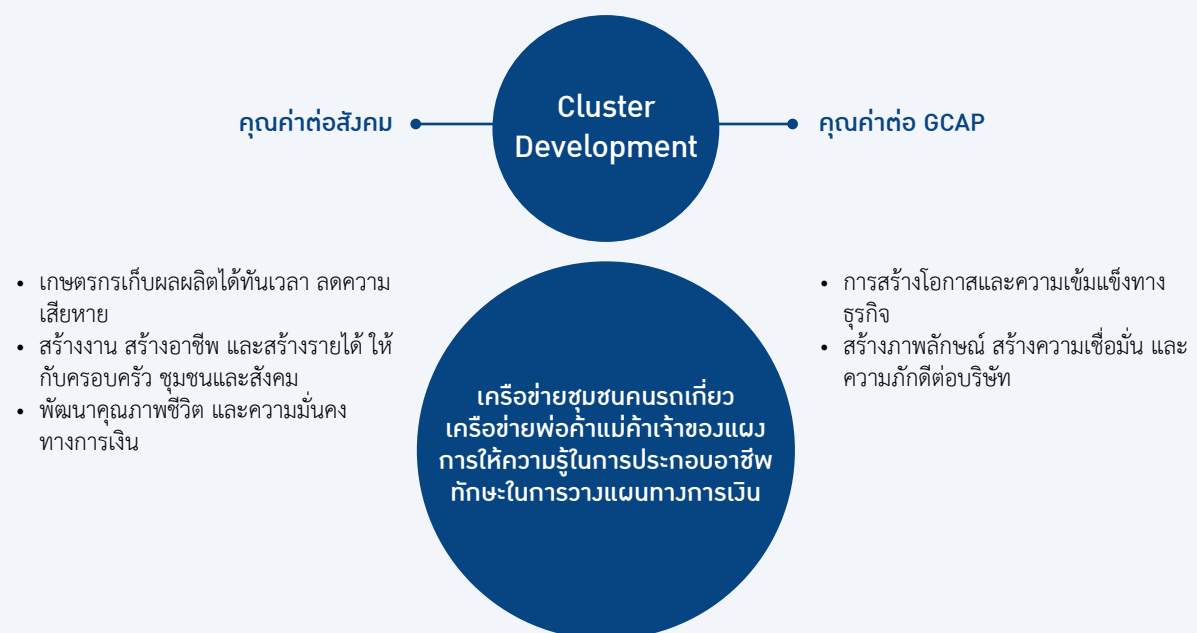 Cluster
Development
คุณค่าต่อสังคม
คุณค่าต่อ GCAP
• เกษตรกรเก็บผลผลิตได้ทันเวลา ลดความ
เสียหาย
• สร้างงาน สร้างอาชีพ และสร้างรายได้ ให้
กับครอบครัว ชุมชนและสังคม
• พัฒนาคุณภาพชีวิต และความมั่นคง
ทางการเงิน
เครือข่ายชุมชนคนรถเกี่ยว
เครือข่ายพ่อค้าแม่ค้าเจ้าของแผง
การให้ความรู้ในการประกอบอาชีพ
ทักษะในการวางแผนทางการเงิน
• การสร้างโอกาสและความเข้มแข็งทาง
ธุรกิจ
• สร้างภาพลักษณ์ สร้างความเชื่อมั่น และ
ความภักดีต่อบริษัท